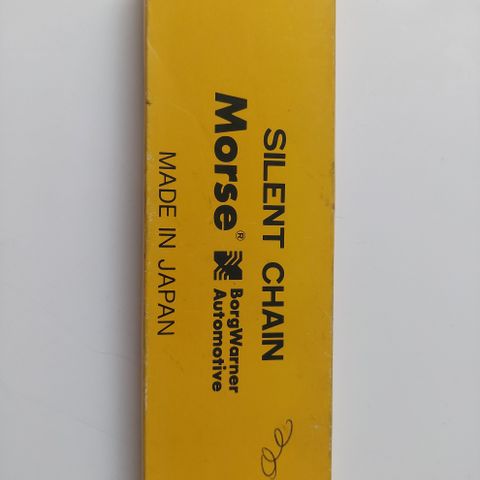 SILENT CHAIN
Morse® BorgWarner
Automotive
MADE IN JAPAN